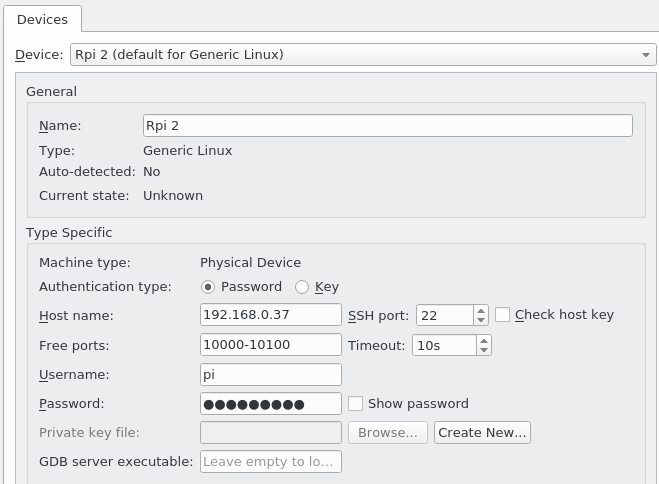 Devices
Device: Rpi 2 (default for Generic Linux)
General
Name: Rpi 2
Type: Generic Linux
Auto-detected: No
Current state: Unknown
Type Specific
Machine type: Physical Device
Authentication type: Password Key
Host name: 192.168.0.37 SSH port: 22 Check host key
Free ports: 10000-10100 Timeout: 10s
Username: pi
Password: ●●●●●●●●● Show password
Private key file: Browse... Create New...
GDB server executable: Leave empty to lo...